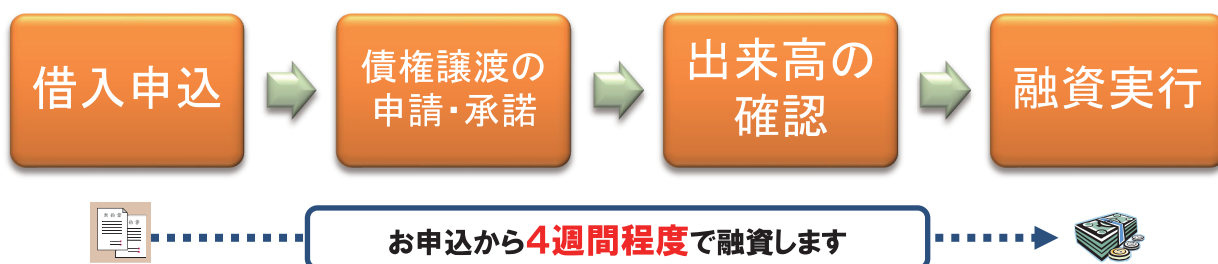 借入申込
債権譲渡の
申請・承諾
出来高の
確認
融資実行
お申込から4週間程度で融資します